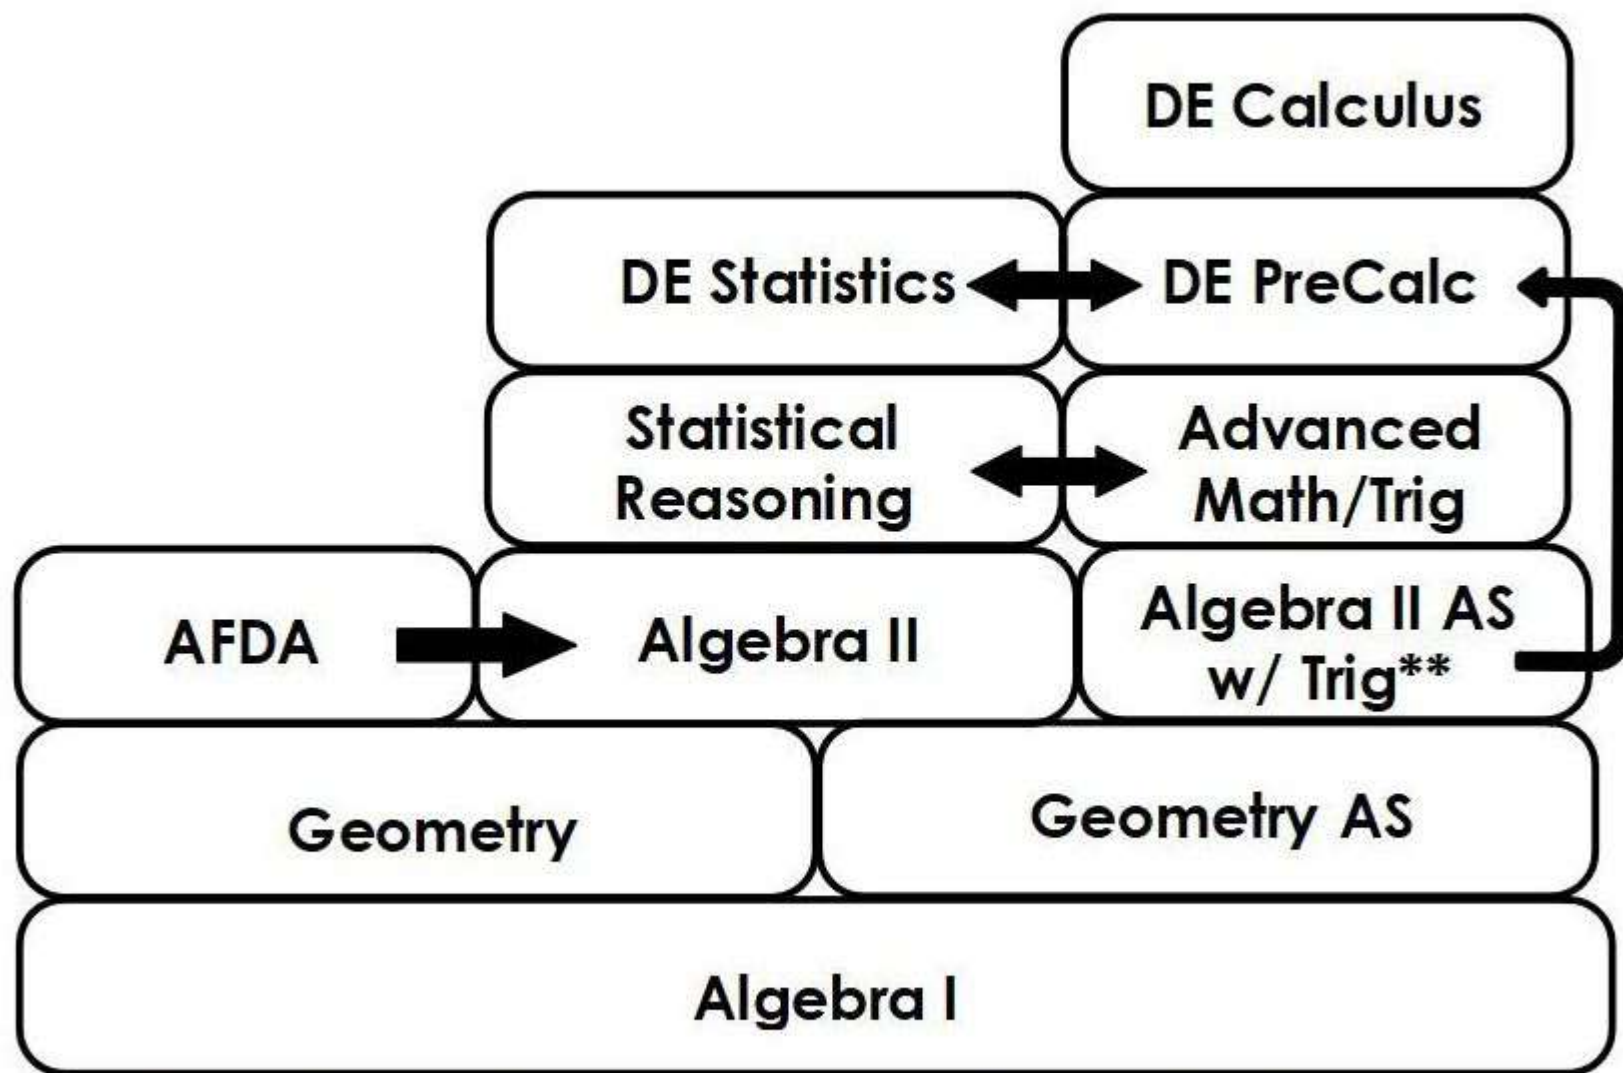 DE Calculus
DE Statistics
DE PreCalc
Statistical
Reasoning
Advanced
Math/Trig
AFDA
Algebra II
Algebra II AS
w/ Trig**
Geometry
Geometry AS
Algebra I